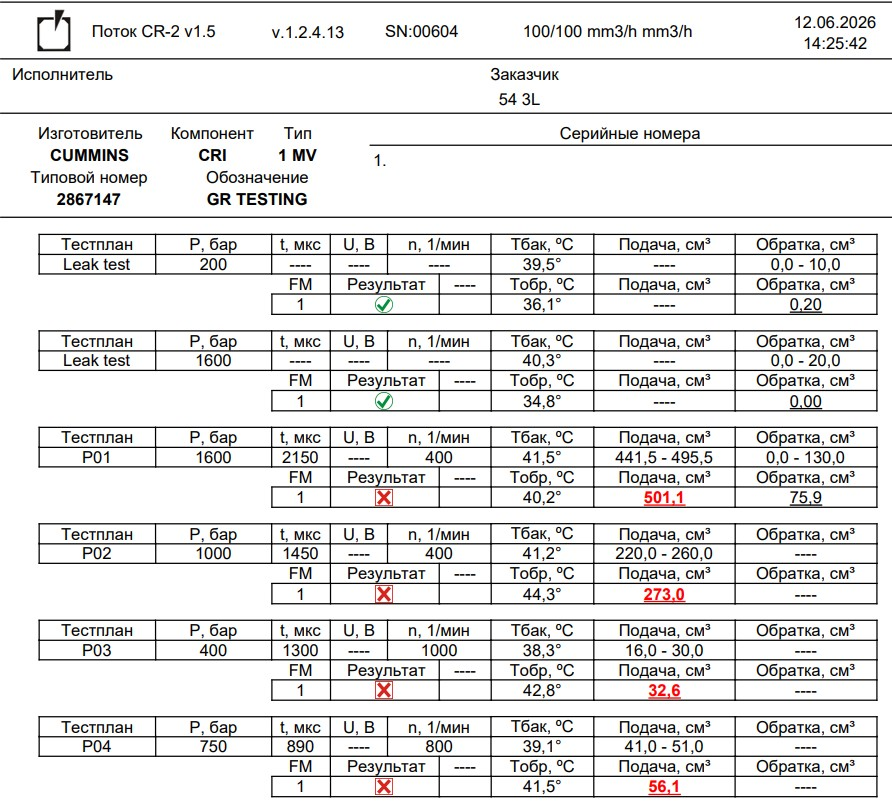 Поток CR-2 v1.5 v.1.2.4.13 SN:00604 100/100 mm3/h mm3/h 12.06.2026
14:25:42
Исполнитель Заказчик
54 3L
Изготовитель Компонент Тип Серийные номера
CUMMINS CRI 1 MV 1.
Типовой номер Обозначение
2867147 GR TESTING
Тестплан P, бар t, мкс U, В n, 1/мин Тбак, ºC Подача, см³ Обратка, см³
Leak test 200 ---- ---- ---- 39,5° ---- 0,0 - 10,0
FM Результат ---- Тобр, ºC Подача, см³ Обратка, см³
1 36,1° ---- 0,20
Тестплан P, бар t, мкс U, В n, 1/мин Тбак, ºC Подача, см³ Обратка, см³
Leak test 1600 ---- ---- ---- 40,3° ---- 0,0 - 20,0
FM Результат ---- Тобр, ºC Подача, см³ Обратка, см³
1 34,8° ---- 0,00
Тестплан P, бар t, мкс U, В n, 1/мин Тбак, ºC Подача, см³ Обратка, см³
P01 1600 2150 ---- 400 41,5° 441,5 - 495,5 0,0 - 130,0
FM Результат ---- Тобр, ºC Подача, см³ Обратка, см³
1 40,2° 501,1 75,9
Тестплан P, бар t, мкс U, В n, 1/мин Тбак, ºC Подача, см³ Обратка, см³
P02 1000 1450 ---- 400 41,2° 220,0 - 260,0 ----
FM Результат ---- Тобр, ºC Подача, см³ Обратка, см³
1 44,3° 273,0 ----
Тестплан P, бар t, мкс U, В n, 1/мин Тбак, ºC Подача, см³ Обратка, см³
P03 400 1300 ---- 1000 38,3° 16,0 - 30,0 ----
FM Результат ---- Тобр, ºC Подача, см³ Обратка, см³
1 42,8° 32,6 ----
Тестплан P, бар t, мкс U, В n, 1/мин Тбак, ºC Подача, см³ Обратка, см³
P04 750 890 ---- 800 39,1° 41,0 - 51,0 ----
FM Результат ---- Тобр, ºC Подача, см³ Обратка, см³
1 41,5° 56,1 ----